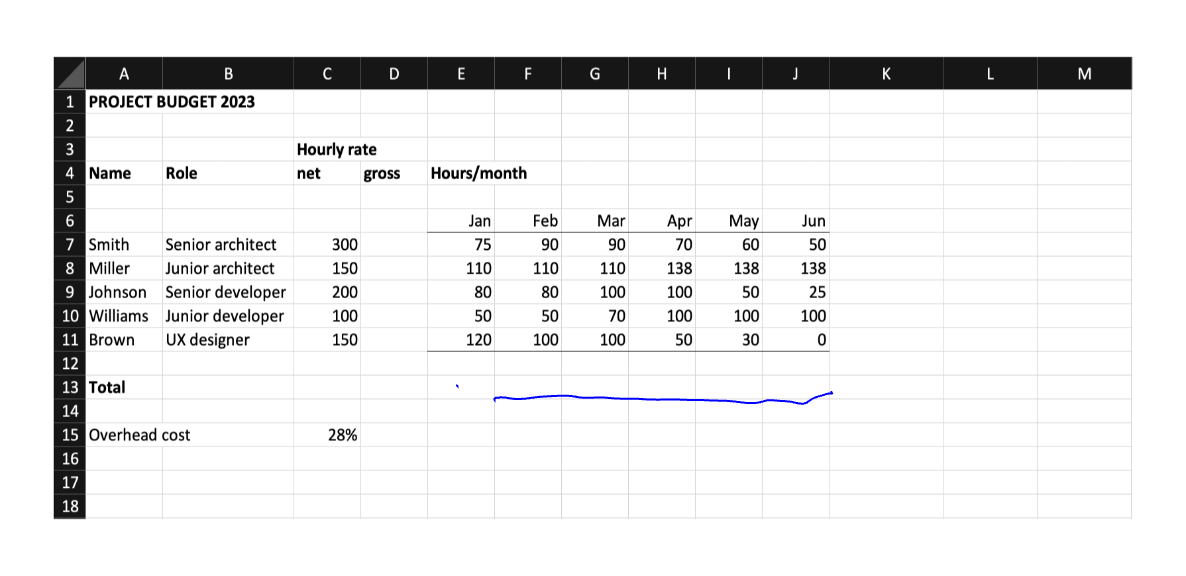 A B C D E F G H I J K L M
1 PROJECT BUDGET 2023
2
3 Hourly rate
4 Name Role net gross Hours/month
5
6 Jan Feb Mar Apr May Jun
7 Smith Senior architect 300 75 90 90 70 60 50
8 Miller Junior architect 150 110 110 110 138 138 138
9 Johnson Senior developer 200 80 80 100 100 50 25
10 Williams Junior developer 100 50 50 70 100 100 100
11 Brown UX designer 150 120 100 100 50 30 0
12
13 Total
14
15 Overhead cost 28%
16
17
18